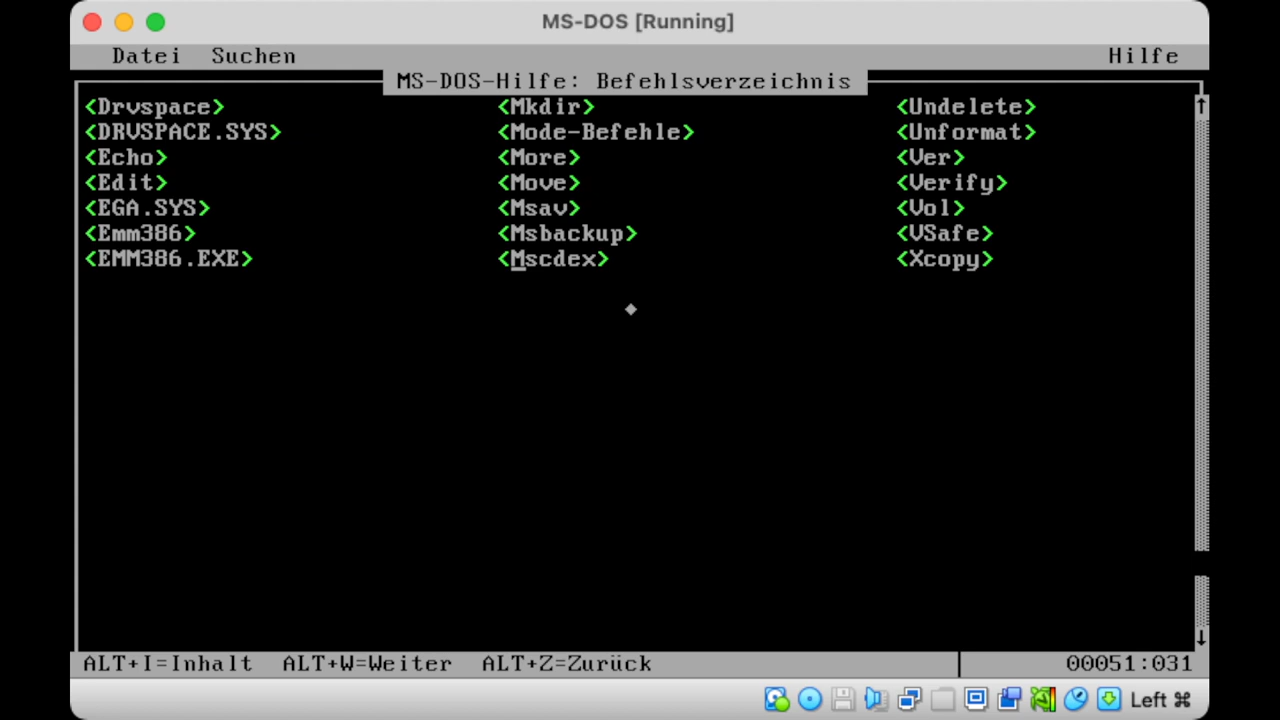 MS-DOS [Running]
Datei Suchen Hilfe
MS-DOS-Hilfe: Befehlsverzeichnis
<Drvspace> <Mkdir> <Undelete>
<DRVSPACE.SYS> <Mode-Befehle> <Unformat>
<Echo> <More> <Ver>
<Edit> <Move> <Verify>
<EGA.SYS> <Msav> <Vol>
<Emm386> <Msbackup> <VSafe>
<EMM386.EXE> <Mscdex> <Xcopy>
ALT+I=Inhalt ALT+W=Weiter ALT+Z=Zurück 00051:031
Left ⌘